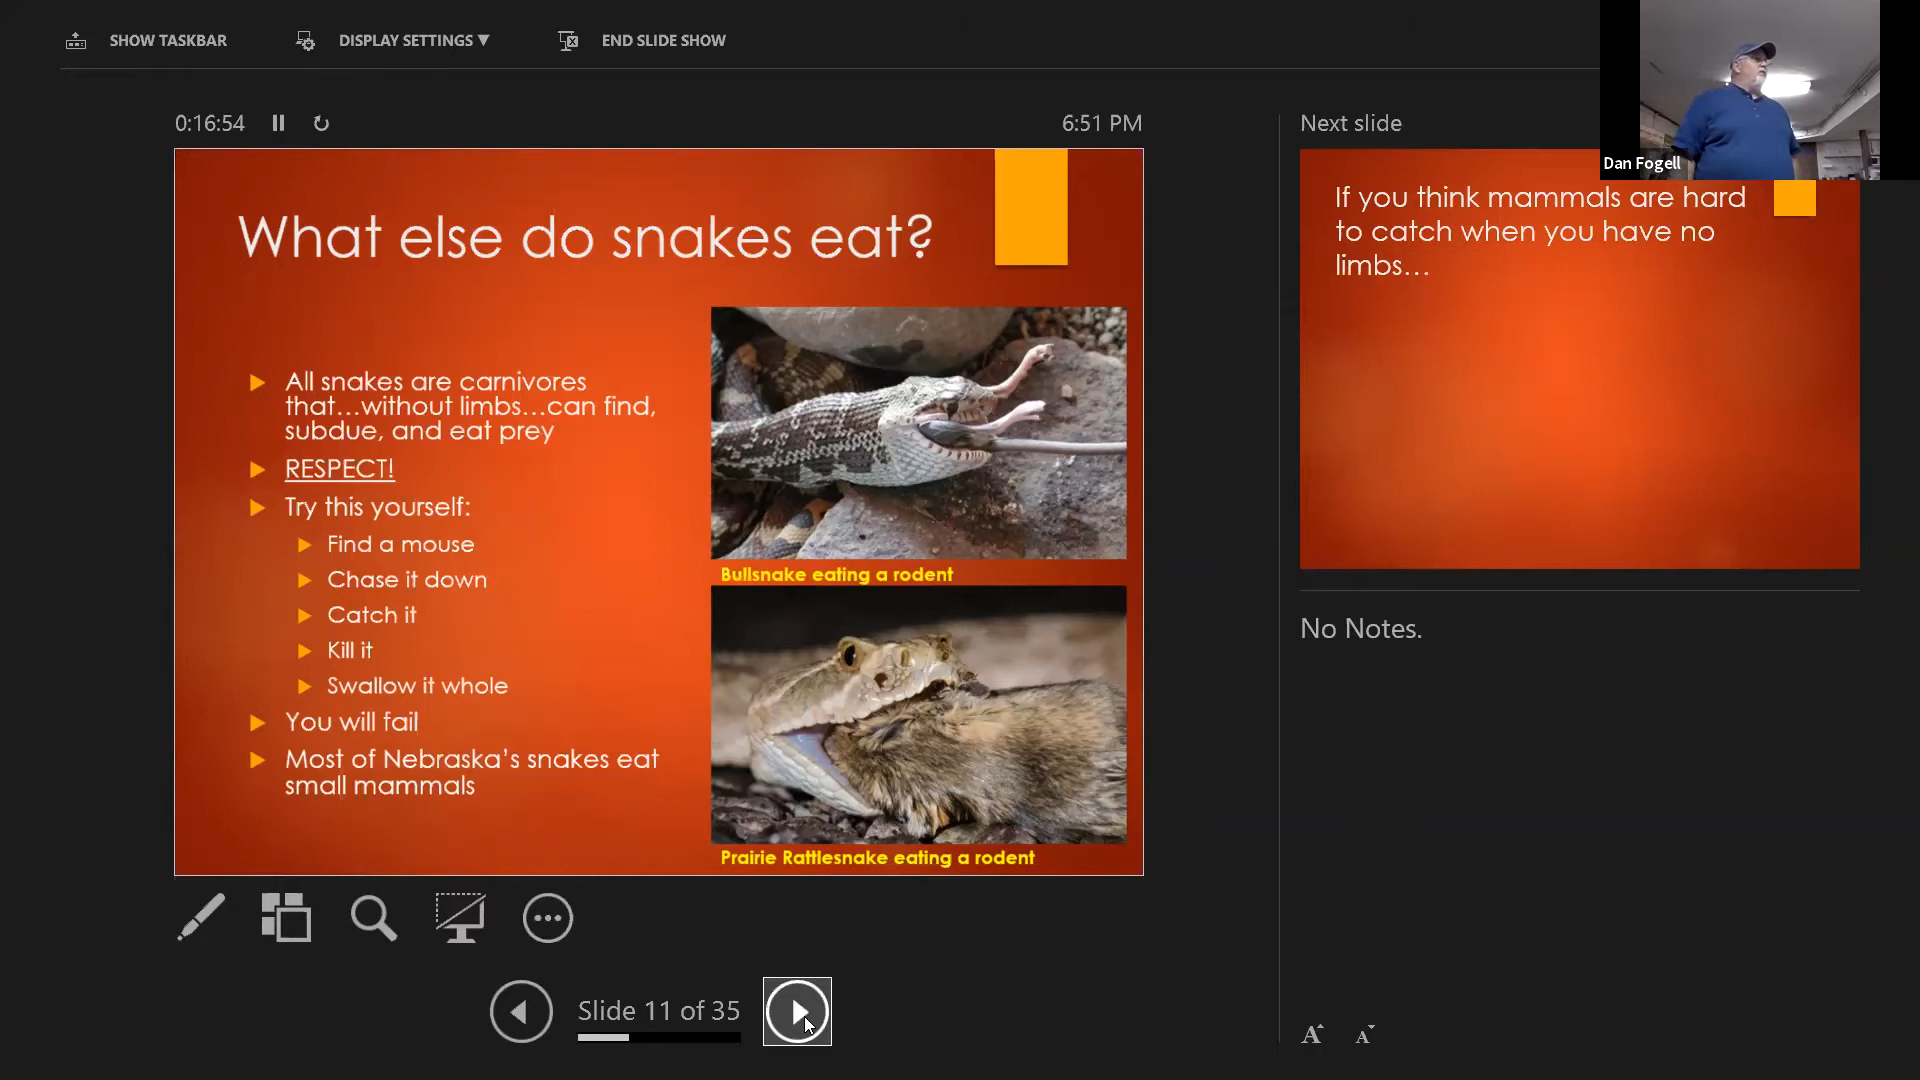 SHOW TASKBAR
DISPLAY SETTINGS ▼
END SLIDE SHOW
0:16:54
6:51 PM
What else do snakes eat?
All snakes are carnivores
that...without limbs...can find,
subdue, and eat prey
RESPECT!
Try this yourself:
Find a mouse
Chase it down
Catch it
Kill it
Swallow it whole
You will fail
Most of Nebraska's snakes eat
small mammals
Bullsnake eating a rodent
Prairie Rattlesnake eating a rodent
Slide 11 of 35
Next slide
Dan Fogell
If you think mammals are hard
to catch when you have no
limbs...
No Notes.
A A